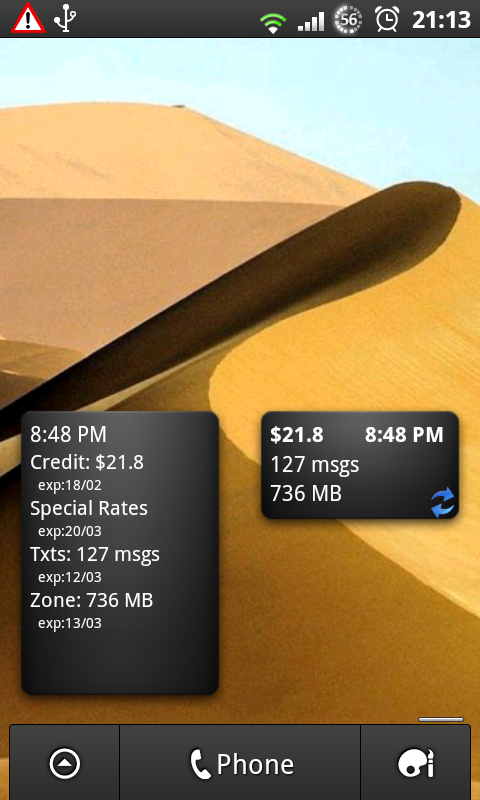 56 21:13
8:48 PM
Credit: $21.8
exp:18/02
Special Rates
exp:20/03
Txts: 127 msgs
exp:12/03
Zone: 736 MB
exp:13/03
$21.8 8:48 PM
127 msgs
736 MB
Phone